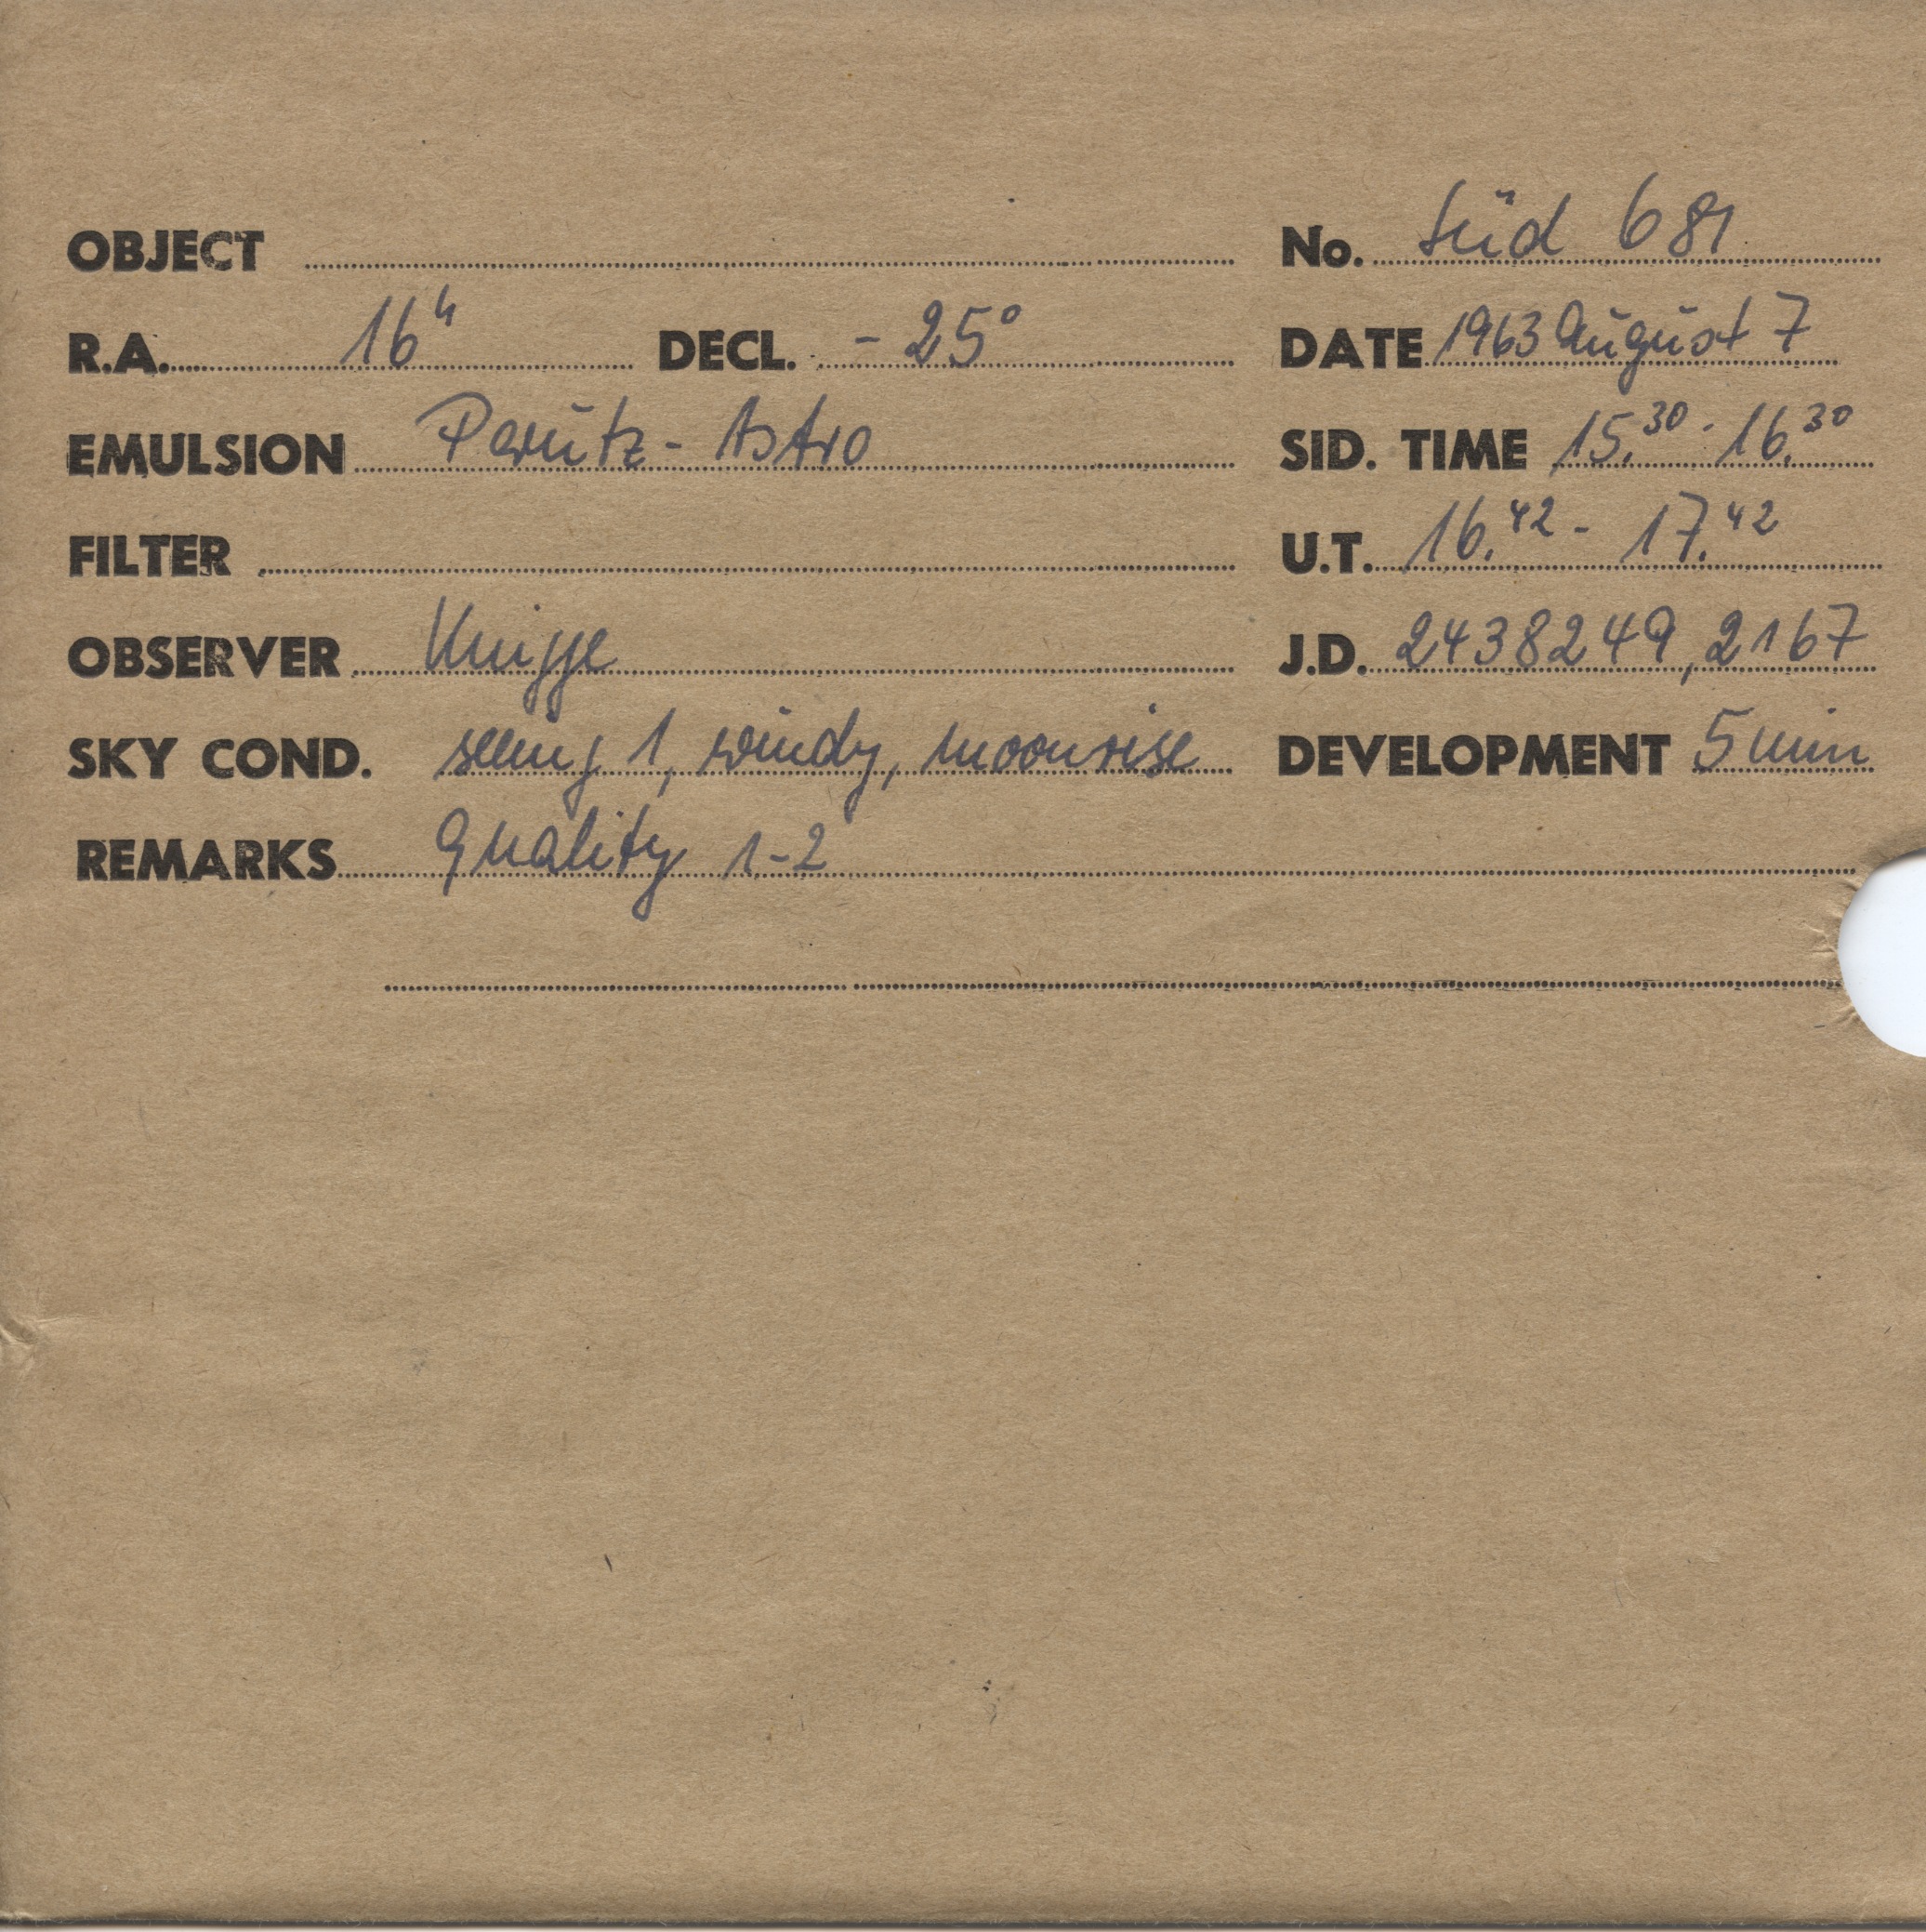 OBJECT No. Süd 681
R.A. 16h DECL. - 25° DATE 1963 August 7
EMULSION Perutz - Astro SID. TIME 15.30 - 16.30
FILTER U.T. 16.42 - 17.42
OBSERVER Knigge J.D. 2438249,2167
SKY COND. seeing 1, windy, moonrise DEVELOPMENT 5 min
REMARKS quality 1-2